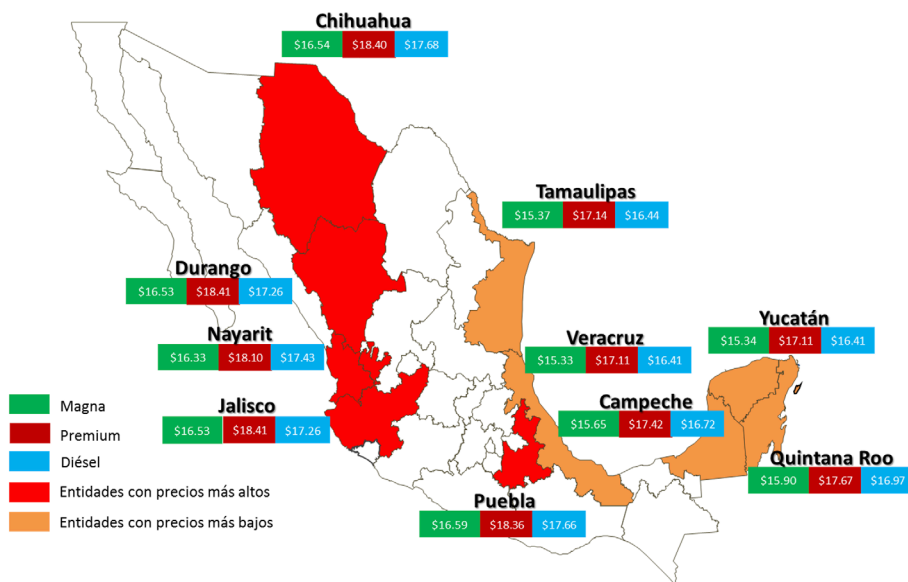 Chihuahua
$16.54 $18.40 $17.68
Tamaulipas
$15.37 $17.14 $16.44
Durango
$16.53 $18.41 $17.26
Nayarit
$16.33 $18.10 $17.43
Veracruz
$15.33 $17.11 $16.41
Yucatán
$15.34 $17.11 $16.41
Jalisco
$16.53 $18.41 $17.26
Campeche
$15.65 $17.42 $16.72
Quintana Roo
$15.90 $17.67 $16.97
Puebla
$16.59 $18.36 $17.66
Magna
Premium
Diésel
Entidades con precios más altos
Entidades con precios más bajos